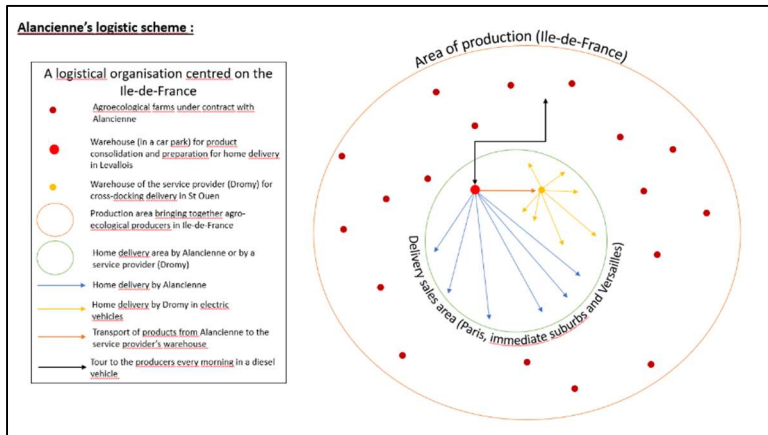 Alancienne's logistic scheme :
A logistical organisation centred on the
Ile-de-France
Agroecological farms under contract with
Alancienne
Warehouse (in a car park) for product
consolidation and preparation for home delivery
in Levallois
Warehouse of the service provider (Dromy) for
cross-docking delivery in St Ouen
Production area bringing together agro-
ecological producers in Ile-de-France
Home delivery area by Alancienne or by a
service provider (Dromy)
Home delivery by Alancienne
Home delivery by Dromy in electric
vehicles
Transport of products from Alancienne to the
service provider's warehouse
Tour to the producers every morning in a diesel
vehicle
Area of production (Ile-de-France)
Delivery sales area (Paris, immediate suburbs and Versailles)